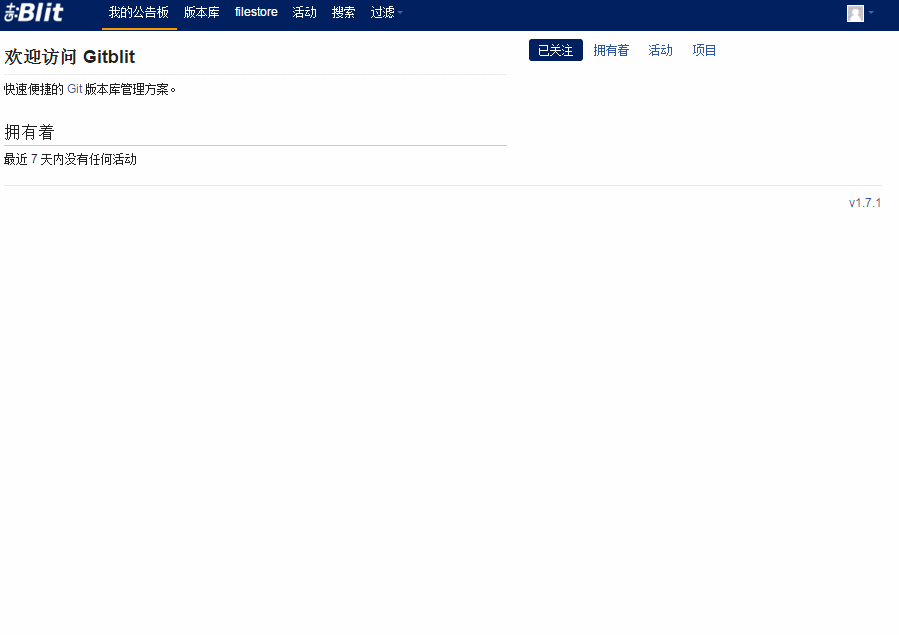 Blit 我的公告板 版本库 filestore 活动 搜索 过滤
欢迎访问 Gitblit
已关注 拥有着 活动 项目
快速便捷的 Git 版本库管理方案。
拥有着
最近 7 天内没有任何活动
v1.7.1